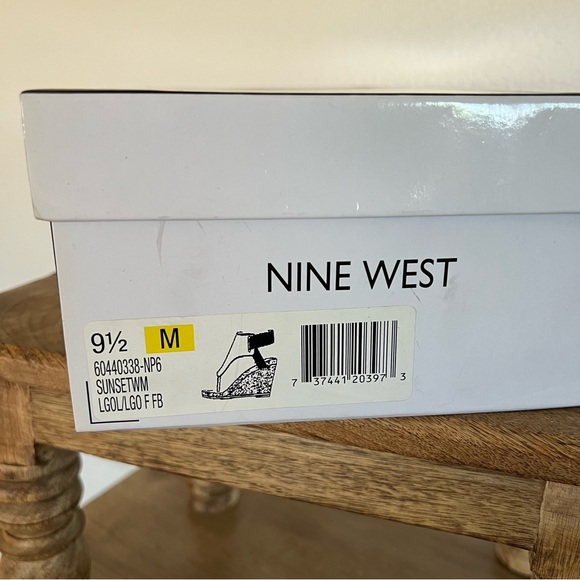 NINE WEST
9½ M
60440338-NP6
SUNSETWM
LGOL/LGO F FB
7 37441 20397 3